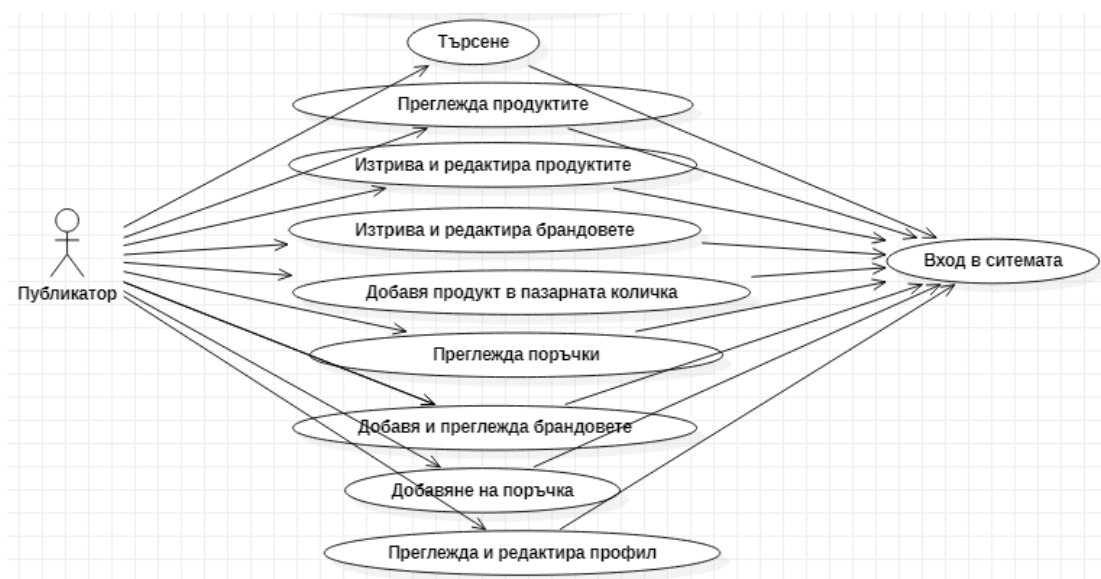 Търсене
Преглежда продуктите
Изтрива и редактира продуктите
Изтрива и редактира брандовете
Вход в ситемата
Публикатор
Добавя продукт в пазарната количка
Преглежда поръчки
Добавя и преглежда брандовете
Добавяне на поръчка
Преглежда и редактира профил